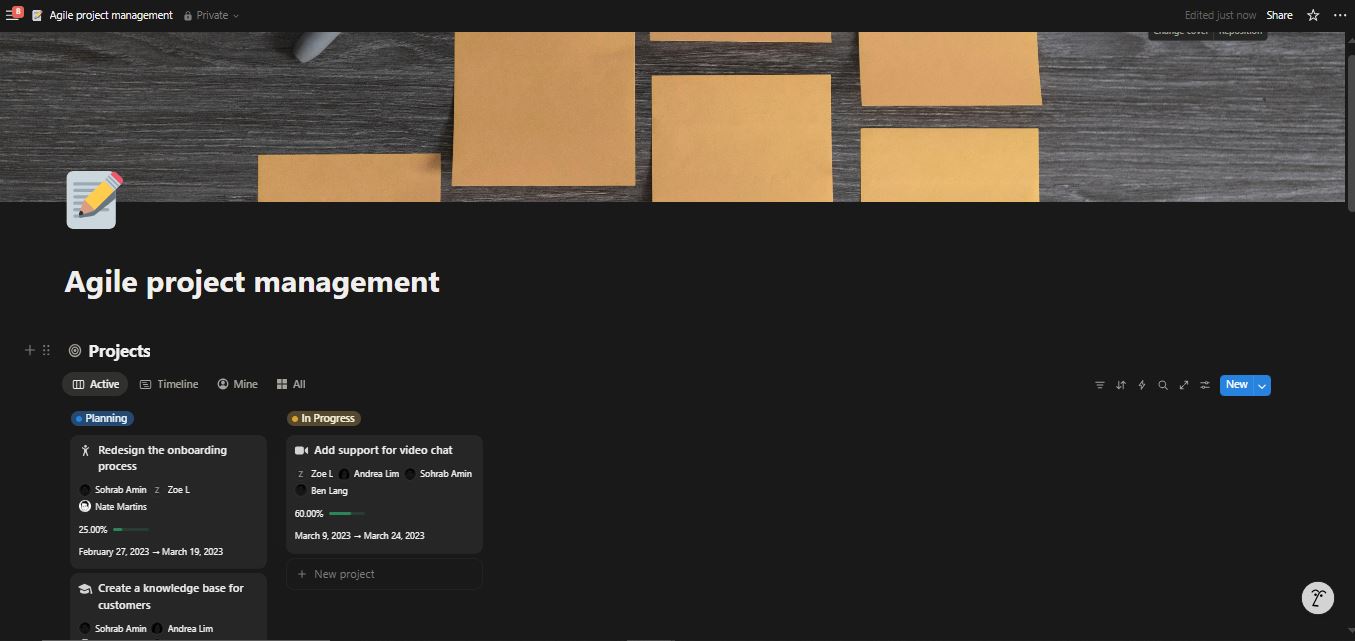 8
Agile project management Private
Edited just now Share
Change cover Reposition
Agile project management
Projects
Active Timeline Mine All
New
Planning
In Progress
Redesign the onboarding
process
Sohrab Amin Z Zoe L
Nate Martins
25.00%
February 27, 2023 → March 19, 2023
Create a knowledge base for
customers
Sohrab Amin Andrea Lim
Add support for video chat
Z Zoe L Andrea Lim Sohrab Amin
Ben Lang
60.00%
March 9, 2023 → March 24, 2023
+ New project